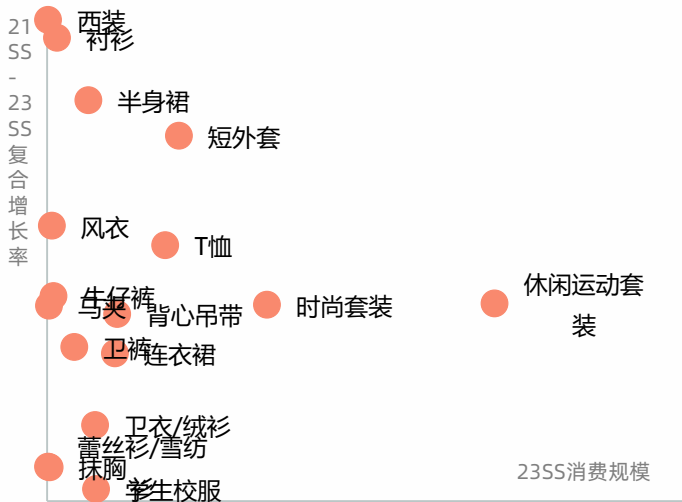 21
SS
-
23
SS
复
合
增
长
率
西装
衬衫
半身裙
短外套
风衣
T恤
休闲运动套
装
牛仔裤
马夹
时尚套装
背心吊带
卫裤
连衣裙
卫衣/绒衫
蕾丝衫/雪纺
衫
抹胸
学生校服
23SS消费规模